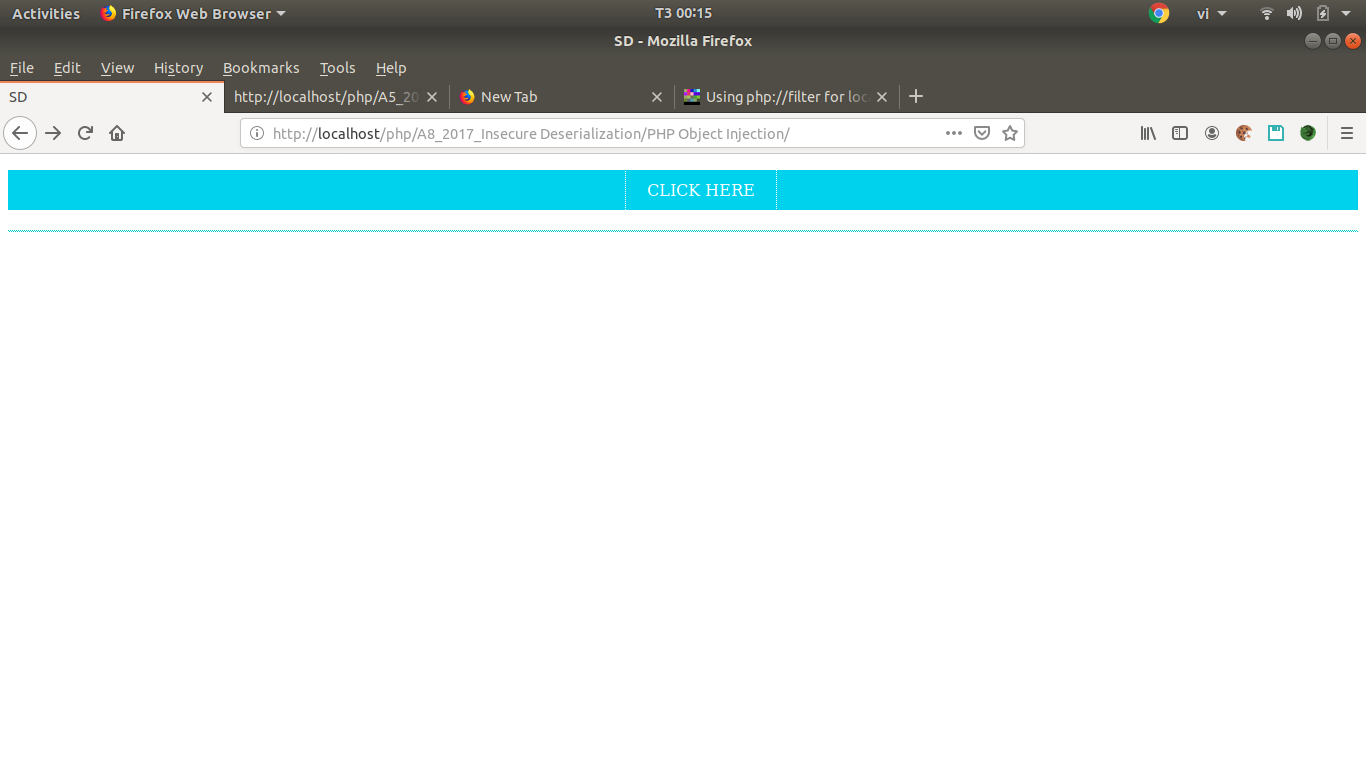 Activities Firefox Web Browser T3 00:15 vi
SD - Mozilla Firefox
File Edit View History Bookmarks Tools Help
SD http://localhost/php/A5_20 New Tab Using php://filter for loc
http://localhost/php/A8_2017_Insecure Deserialization/PHP Object Injection/
CLICK HERE